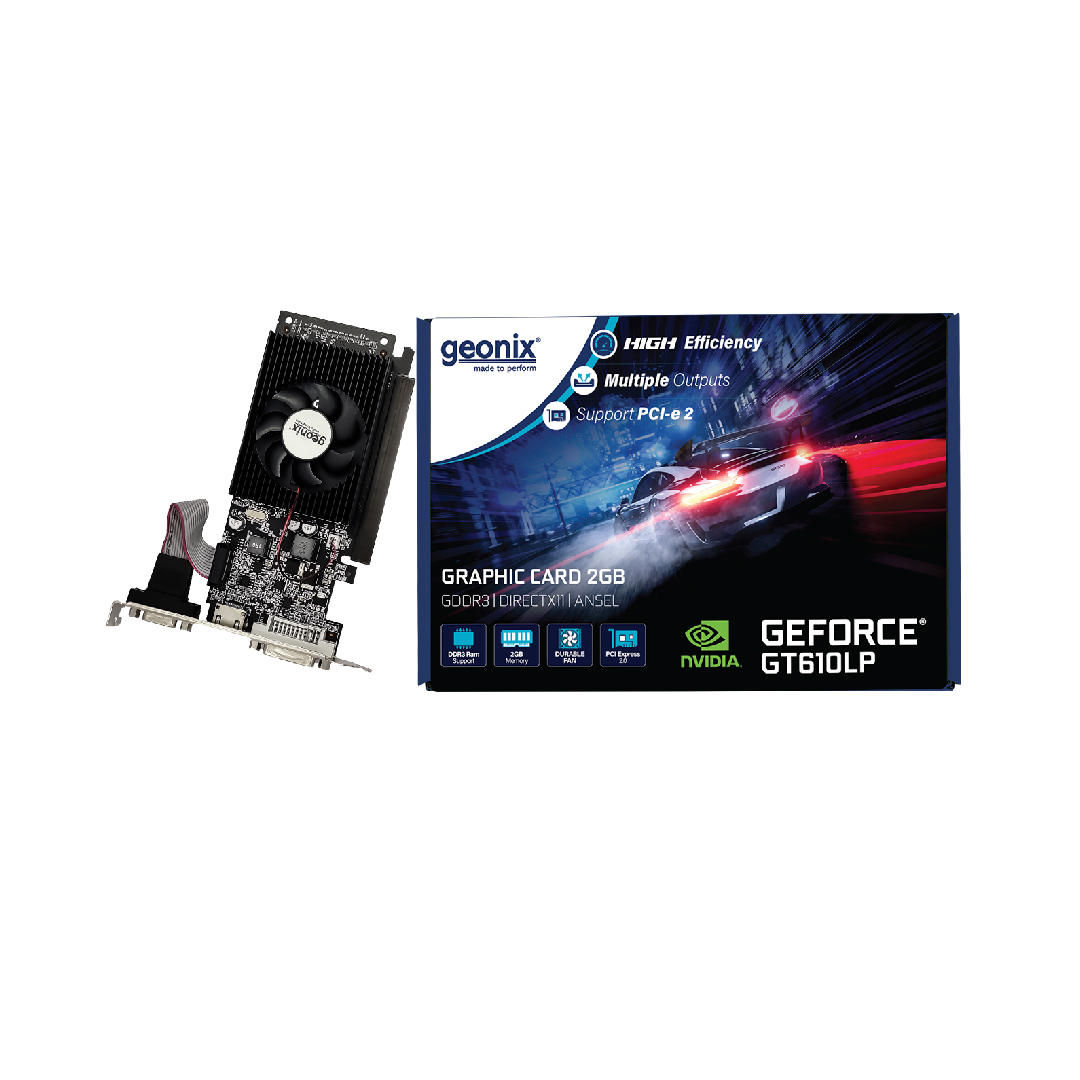 geonix
geonix®
made to perform
HIGH Efficiency
Multiple Outputs
Support PCI-e 2
GRAPHIC CARD 2GB
GDDR3 | DIRECTX11 | ANSEL
DDR3 Ram
Support
2GB
Memory
DURABLE
FAN
PCI Express
2.0
NVIDIA.
GEFORCE®
GT610LP